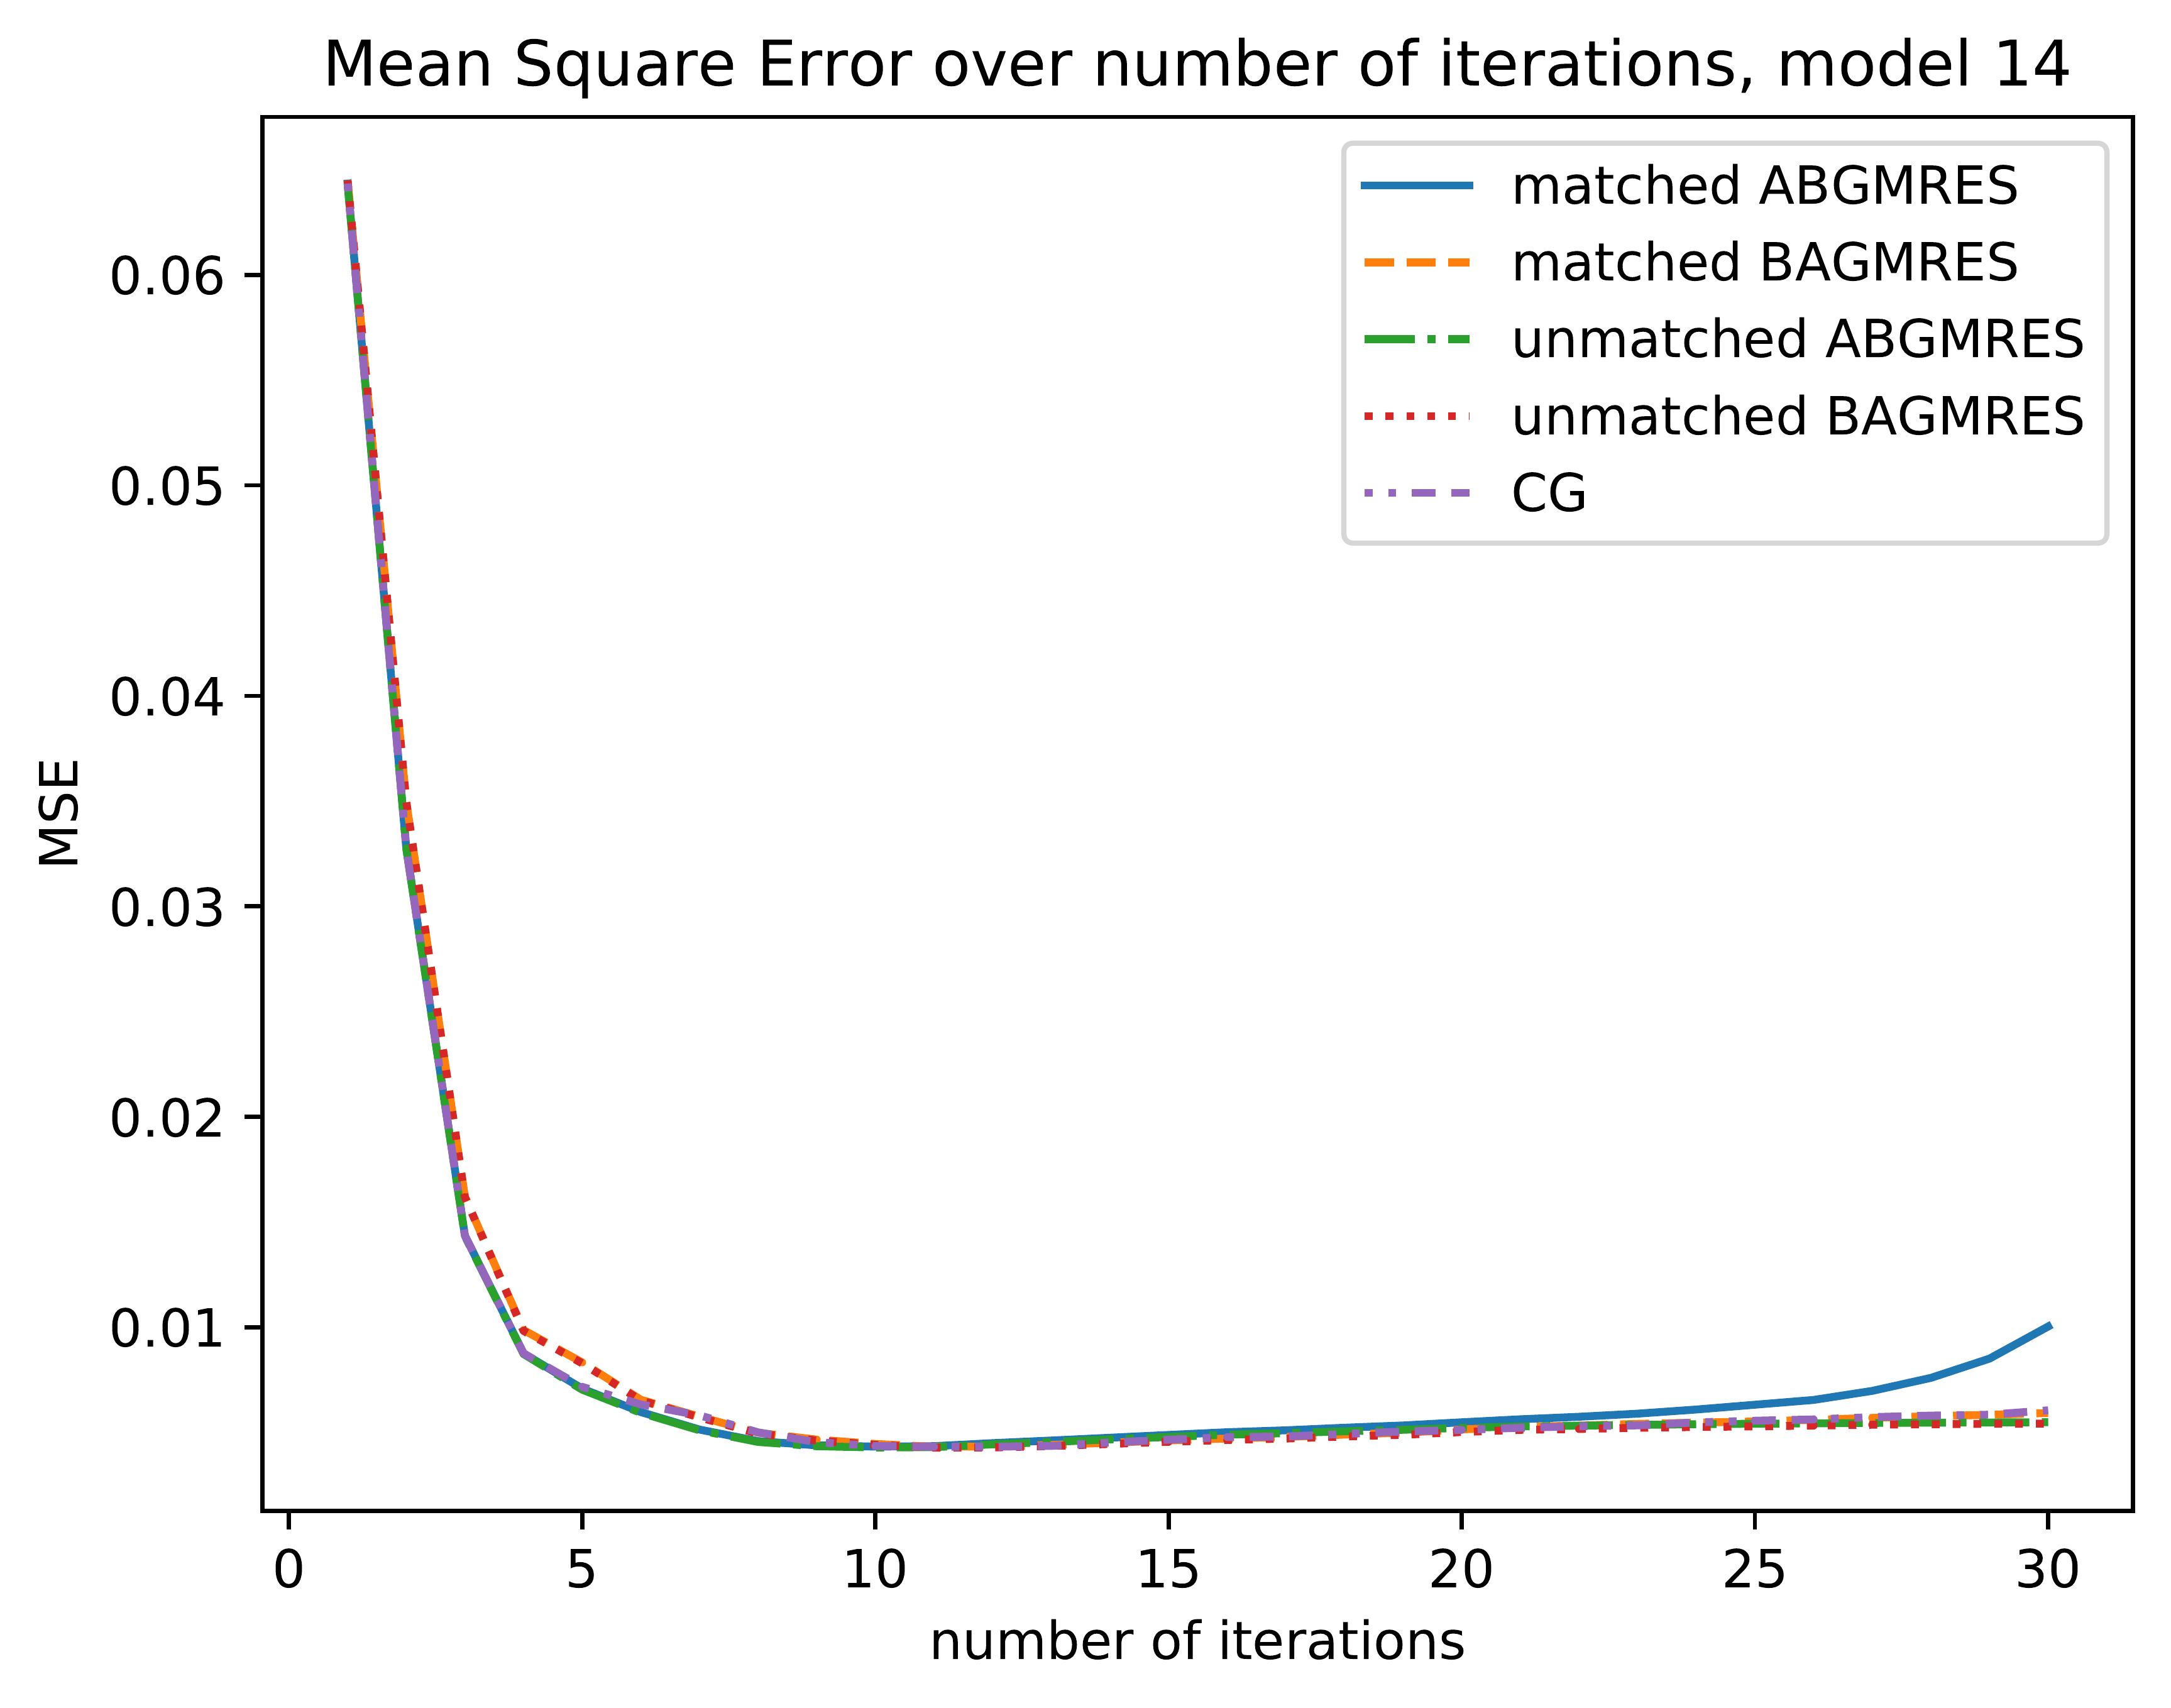 Mean Square Error over number of iterations, model 14
matched ABGMRES
matched BAGMRES
unmatched ABGMRES
unmatched BAGMRES
CG
MSE
0.06
0.05
0.04
0.03
0.02
0.01
0 5 10 15 20 25 30
number of iterations